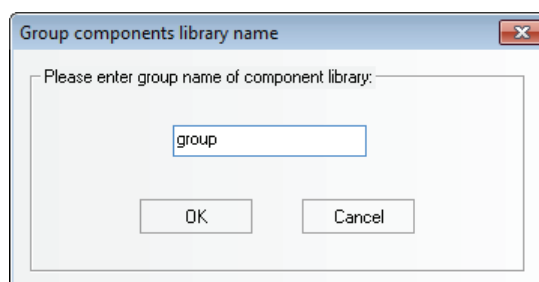 Group components library name
Please enter group name of component library:
group
OK Cancel